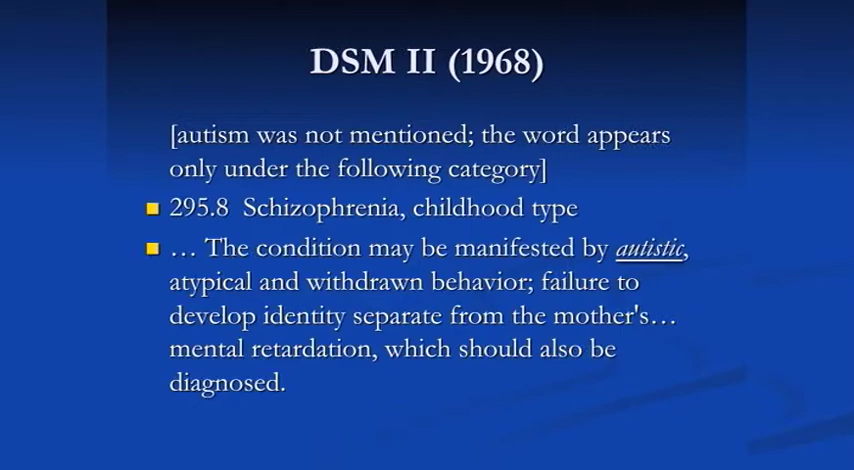 DSM II (1968)
[autism was not mentioned; the word appears
only under the following category]
295.8 Schizophrenia, childhood type
… The condition may be manifested by autistic,
atypical and withdrawn behavior; failure to
develop identity separate from the mother's…
mental retardation, which should also be
diagnosed.